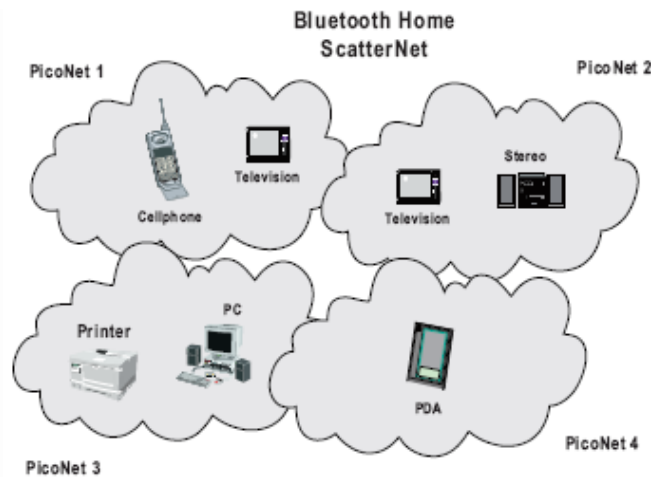 Bluetooth Home
ScatterNet
PicoNet 1
PicoNet 2
Television
Cellphone
Stereo
Television
Printer
PC
PDA
PicoNet 3
PicoNet 4